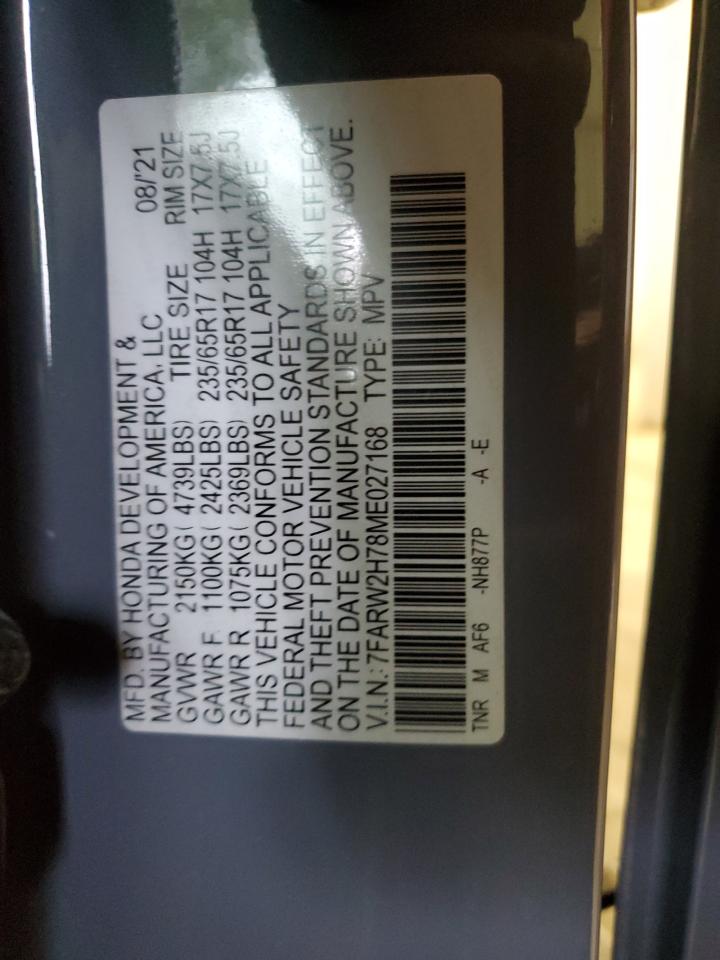 MFD. BY HONDA DEVELOPMENT &
MANUFACTURING OF AMERICA, LLC 08/'21
GVWR 2150KG( 4739LBS) TIRE SIZE RIM SIZE
GAWR F 1100KG( 2425LBS) 235/65R17 104H 17X7.5J
GAWR R 1075KG( 2369LBS) 235/65R17 104H 17X7.5J
THIS VEHICLE CONFORMS TO ALL APPLICABLE
FEDERAL MOTOR VEHICLE SAFETY
AND THEFT PREVENTION STANDARDS IN EFFECT
ON THE DATE OF MANUFACTURE SHOWN ABOVE.
V.I.N.: 7FARW2H78ME027168 TYPE: MPV
TNR M AF6 -NH877P -A -E